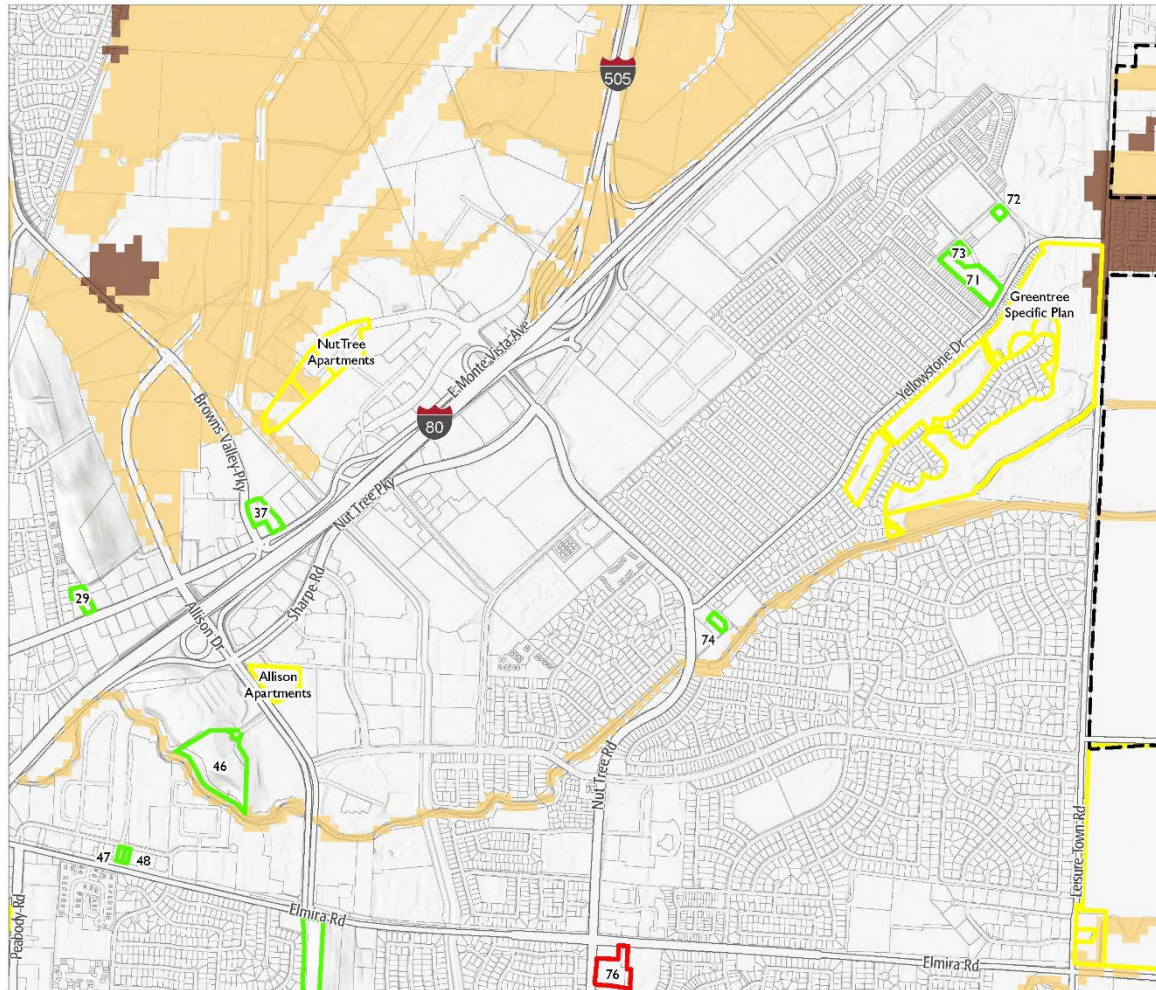 505
72
73
71
Greentree
Specific Plan
Nut Tree
Apartments
E Monte Vista Ave
Yellowstone Dr
80
Browns Valley Pky
Nut Tree Pky
37
Sharpe Rd
29
Allison Dr
74
Allison
Apartments
46
Nut Tree Rd
Leisure Town Rd
47
48
Peabody Rd
Elmira Rd
76
Elmira Rd